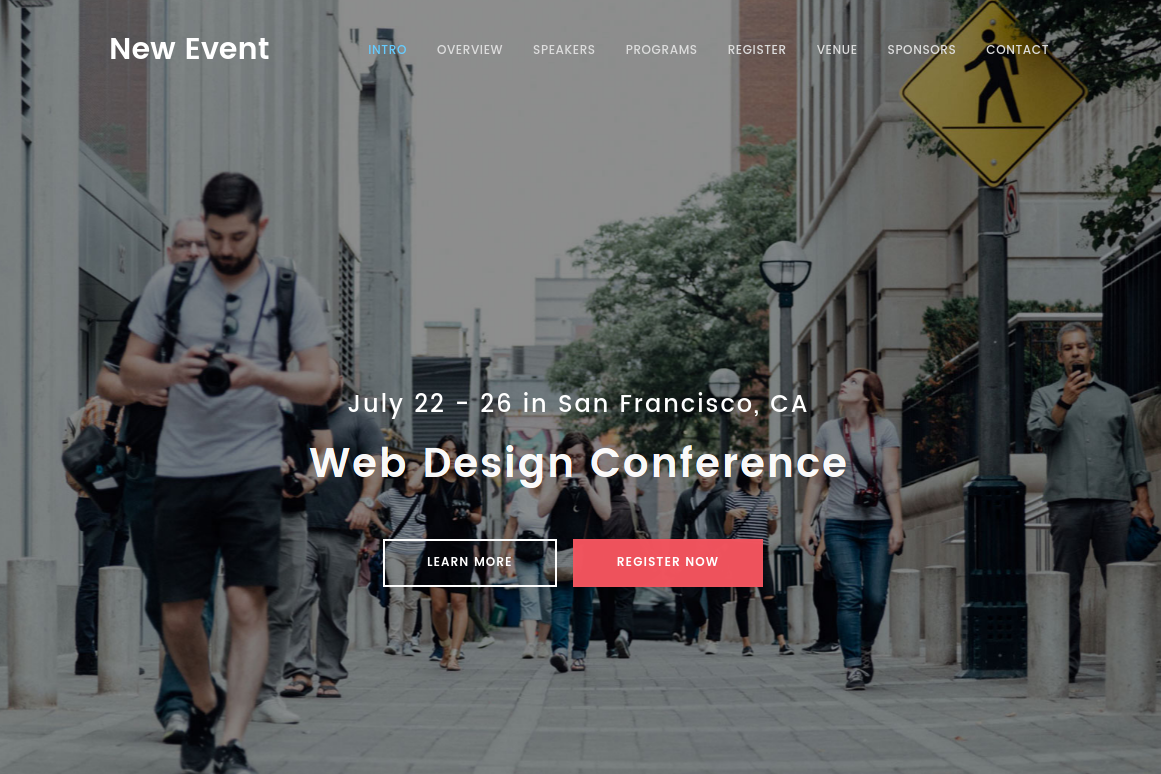 New Event
INTRO OVERVIEW SPEAKERS PROGRAMS REGISTER VENUE SPONSORS CONTACT
July 22 - 26 in San Francisco, CA
Web Design Conference
LEARN MORE REGISTER NOW